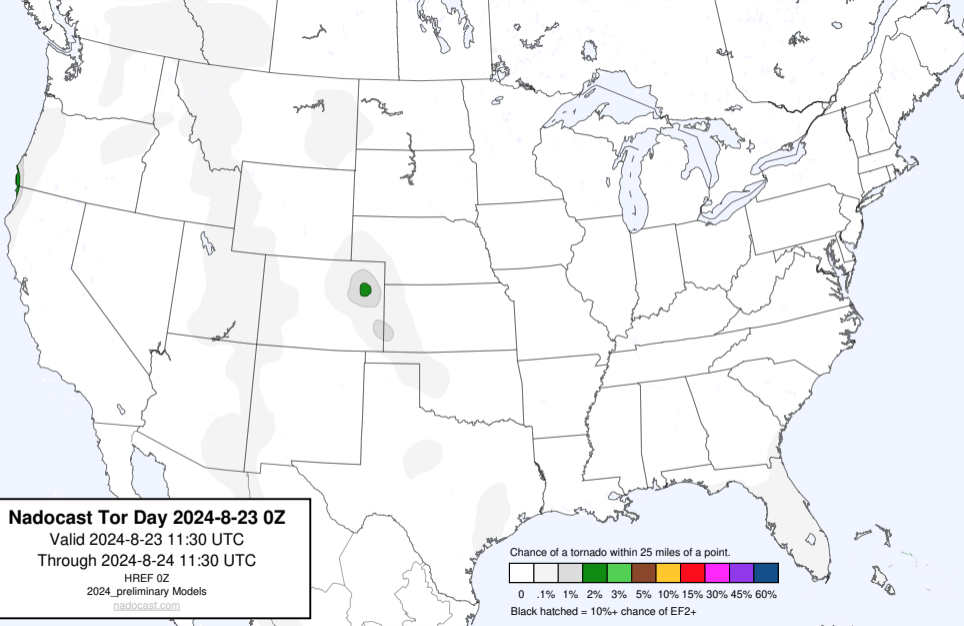 Nadocast Tor Day 2024-8-23 0Z
Valid 2024-8-23 11:30 UTC
Through 2024-8-24 11:30 UTC
HREF 0Z
2024_preliminary Models
nadocast.com
Chance of a tornado within 25 miles of a point.
0 .1% 1% 2% 3% 5% 10% 15% 30% 45% 60%
Black hatched = 10%+ chance of EF2+